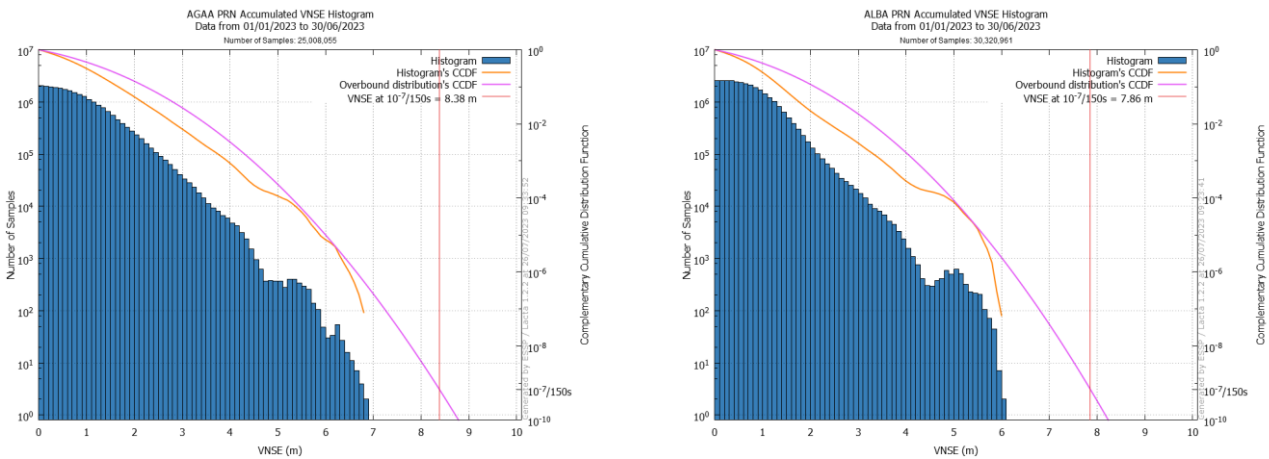 AGAA PRN Accumulated VNSE Histogram
Data from 01/01/2023 to 30/06/2023
Number of Samples: 25,008,055
Histogram
Histogram's CCDF
Overbound distribution's CCDF
VNSE at 10⁻⁷/150s = 8.38 m
Number of Samples
10⁷
10⁶
10⁵
10⁴
10³
10²
10¹
10⁰
Complementary Cumulative Distribution Function
10⁰
10⁻²
10⁻⁴
10⁻⁶
10⁻⁸
10⁻⁷/150s
10⁻¹⁰
0 1 2 3 4 5 6 7 8 9 10
VNSE (m)
ALBA PRN Accumulated VNSE Histogram
Data from 01/01/2023 to 30/06/2023
Number of Samples: 30,320,961
Histogram
Histogram's CCDF
Overbound distribution's CCDF
VNSE at 10⁻⁷/150s = 7.86 m
Number of Samples
10⁷
10⁶
10⁵
10⁴
10³
10²
10¹
10⁰
Complementary Cumulative Distribution Function
10⁰
10⁻²
10⁻⁴
10⁻⁶
10⁻⁸
10⁻⁷/150s
10⁻¹⁰
0 1 2 3 4 5 6 7 8 9 10
VNSE (m)